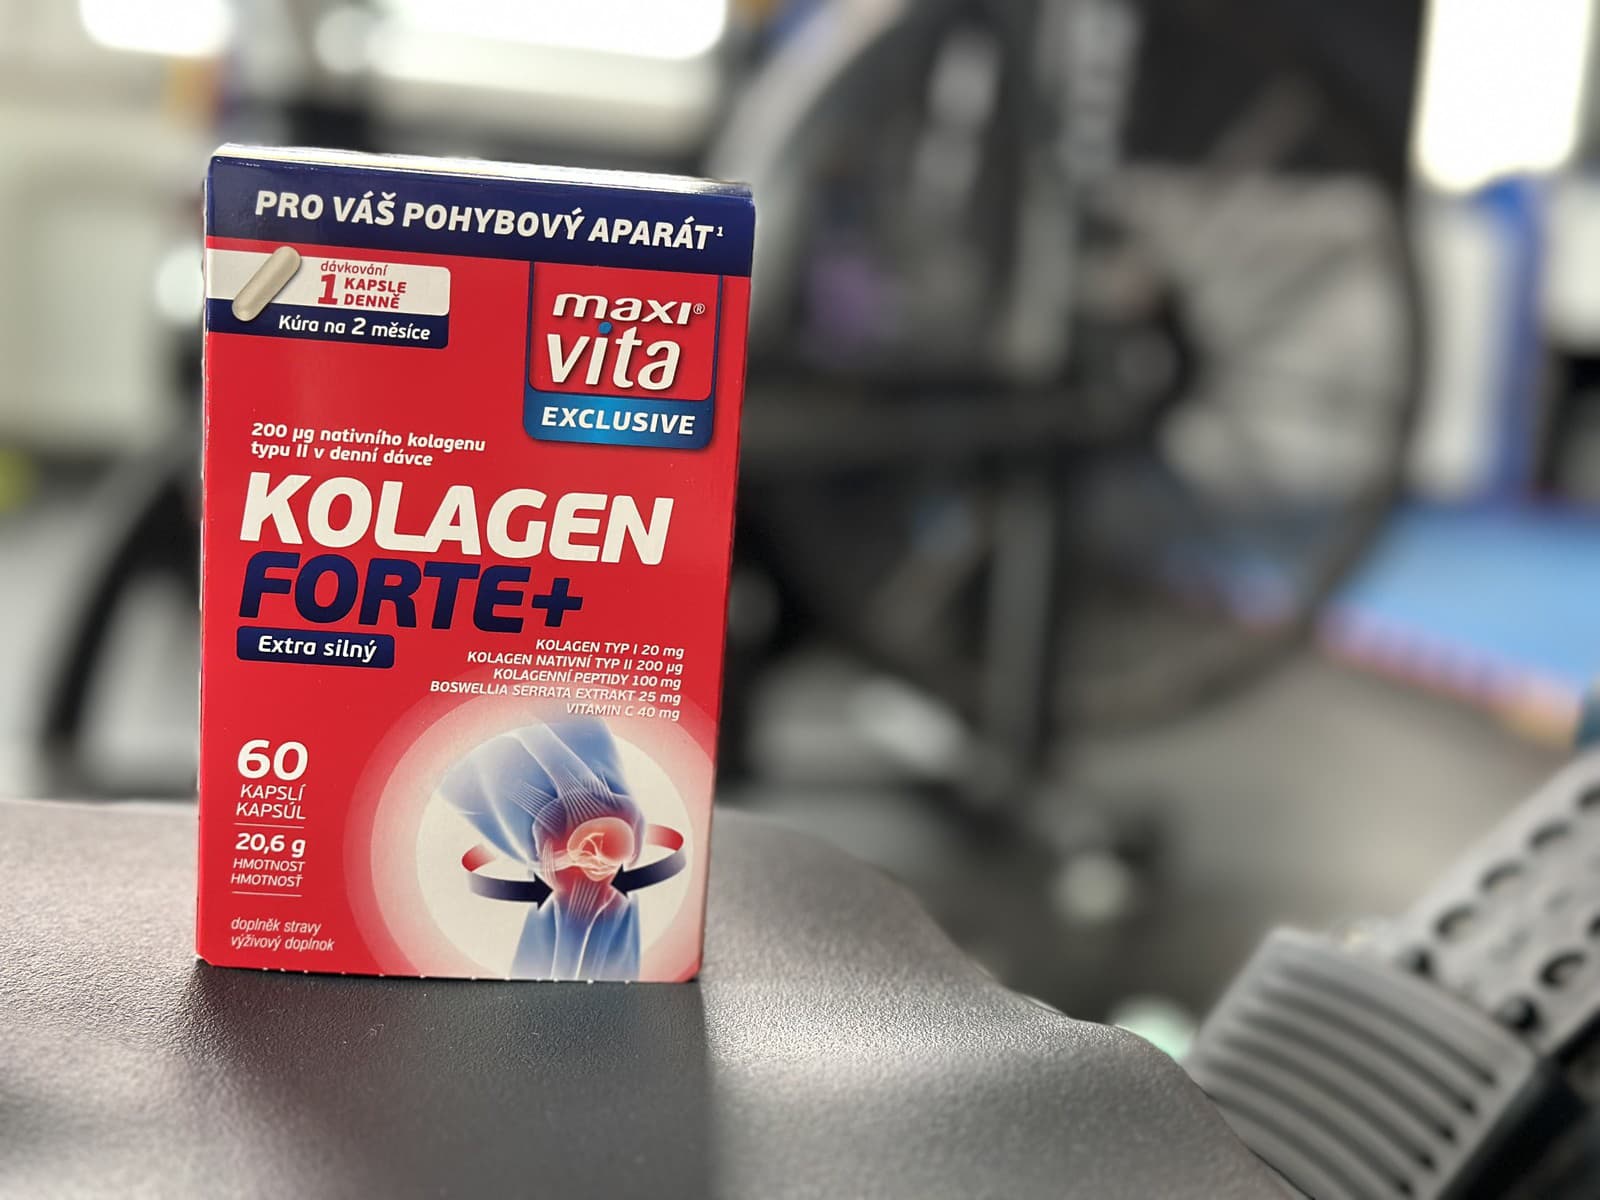 PRO VÁŠ POHYBOVÝ APARÁT¹
dávkování
1 KAPSLE
DENNĚ
Kúra na 2 měsíce
maxi®
vita
EXCLUSIVE
200 µg nativního kolagenu
typu II v denní dávce
KOLAGEN
FORTE+
Extra silný
KOLAGEN TYP I 20 mg
KOLAGEN NATIVNÍ TYP II 200 µg
KOLAGENNÍ PEPTIDY 100 mg
BOSWELLIA SERRATA EXTRAKT 25 mg
VITAMIN C 40 mg
60
KAPSLÍ
KAPSÚL
20,6 g
HMOTNOST
HMOTNOSŤ
doplněk stravy
výživový doplnok